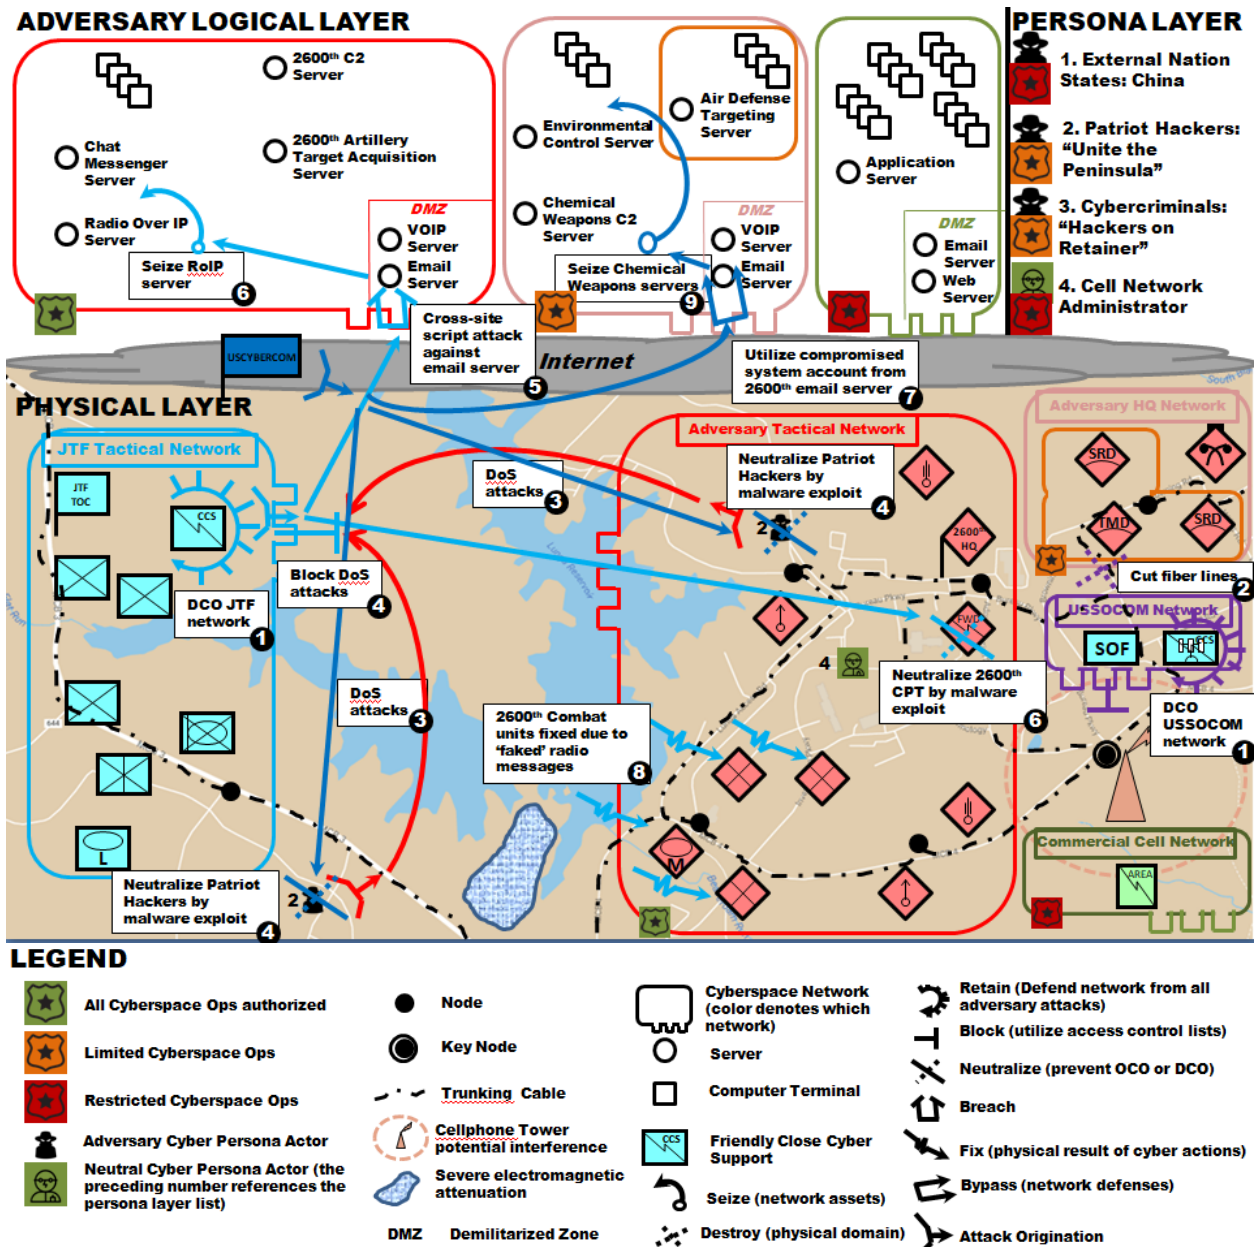 ADVERSARY LOGICAL LAYER
2600th C2
Server
Chat
Messenger
Server
2600th Artillery
Target Acquisition
Server
Radio Over IP
Server
Seize RoIP
server
6
DMZ
VOIP
Server
Email
Server
Environmental
Control Server
Air Defense
Targeting
Server
Chemical
Weapons C2
Server
Seize Chemical
Weapons servers
9
DMZ
VOIP
Server
Email
Server
Application
Server
DMZ
Email
Server
Web
Server
PERSONA LAYER
1. External Nation
States: China
2. Patriot Hackers:
“Unite the
Peninsula”
3. Cybercriminals:
“Hackers on
Retainer”
4. Cell Network
Administrator
USCYBERCOM
Cross-site
script attack
against
email server
5
Internet
Utilize compromised
system account from
2600th email server
7
PHYSICAL LAYER
JTF Tactical Network
JTF
TOC
CCS
DCO JTF
network
1
Block DoS
attacks
4
DoS
attacks
3
DoS
attacks
3
644
L
Neutralize Patriot
Hackers by
malware exploit
4
2
2600th Combat
units fixed due to
‘faked’ radio
messages
8
Adversary Tactical Network
Neutralize Patriot
Hackers by
malware exploit
4
2
2600th
HQ
FWD
4
Neutralize 2600th
CPT by malware
exploit
6
M
Adversary HQ Network
SRD
TMD
SRD
Cut fiber lines
2
USSOCOM Network
SOF
CCS
DCO
USSOCOM
network
1
Commercial Cell Network
AREA
LEGEND
All Cyberspace Ops authorized
Limited Cyberspace Ops
Restricted Cyberspace Ops
Adversary Cyber Persona Actor
Neutral Cyber Persona Actor (the
preceding number references the
persona layer list)
Node
Key Node
Trunking Cable
Cellphone Tower
potential interference
Severe electromagnetic
attenuation
DMZ Demilitarized Zone
Cyberspace Network
(color denotes which
network)
Server
Computer Terminal
CCS
Friendly Close Cyber
Support
Seize (network assets)
Destroy (physical domain)
Retain (Defend network from all
adversary attacks)
Block (utilize access control lists)
Neutralize (prevent OCO or DCO)
Breach
Fix (physical result of cyber actions)
Bypass (network defenses)
Attack Origination